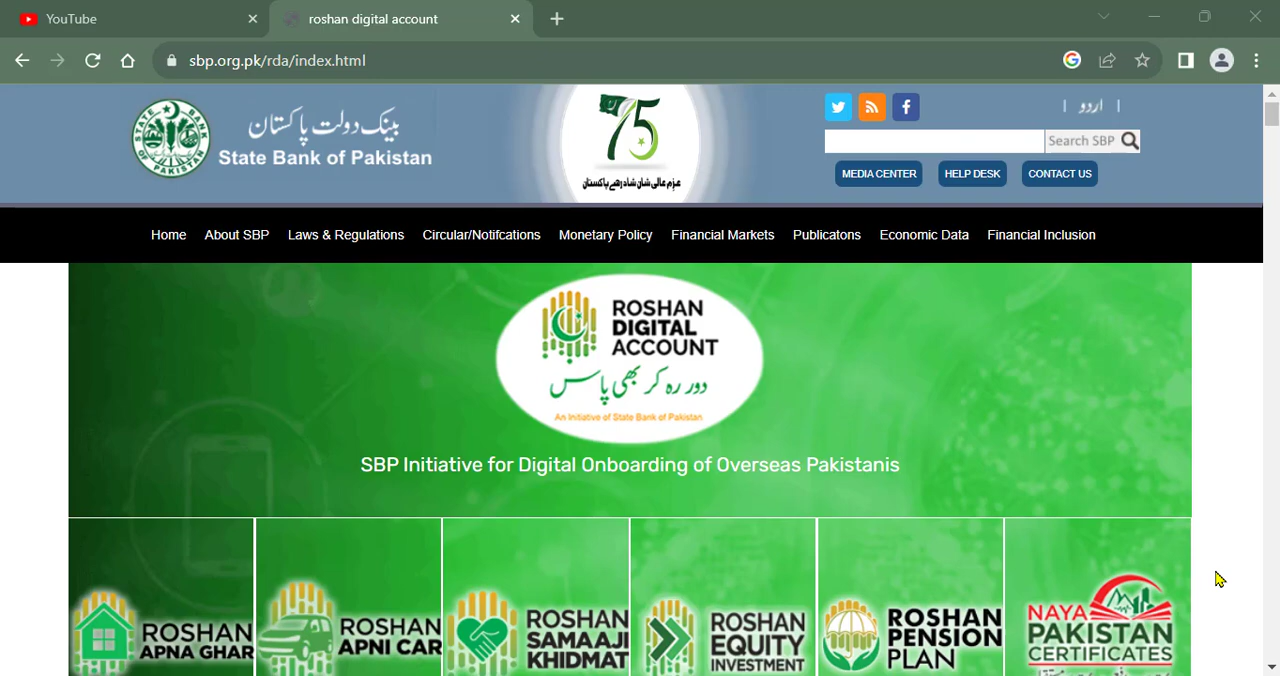 YouTube
roshan digital account
sbp.org.pk/rda/index.html
STATE BANK OF PAKISTAN
بینک دولت پاکستان
State Bank of Pakistan
75
عزم عالی شان شاد رہے پاکستان
| اردو |
Search SBP
MEDIA CENTER
HELP DESK
CONTACT US
Home About SBP Laws & Regulations Circular/Notifcations Monetary Policy Financial Markets Publicatons Economic Data Financial Inclusion
ROSHAN
DIGITAL
ACCOUNT
دور رہ کر بھی پاس
An Initiative of State Bank of Pakistan
SBP Initiative for Digital Onboarding of Overseas Pakistanis
ROSHAN
APNA GHAR
ROSHAN
APNI CAR
ROSHAN
SAMAAJI
KHIDMAT
ROSHAN
EQUITY
INVESTMENT
ROSHAN
PENSION
PLAN
NAYA
PAKISTAN
CERTIFICATES